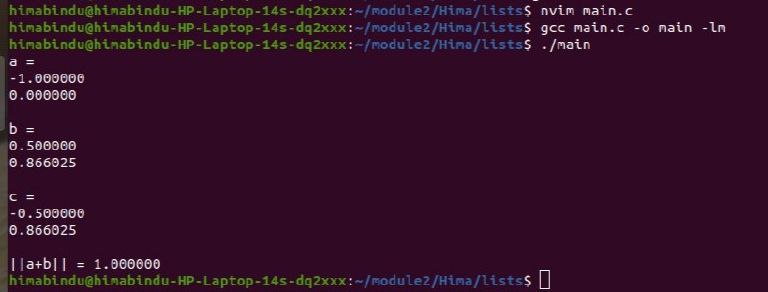 himabindu@himabindu-HP-Laptop-14s-dq2xxx:~/module2/Hima/lists$ nvim main.c
himabindu@himabindu-HP-Laptop-14s-dq2xxx:~/module2/Hima/lists$ gcc main.c -o main -lm
himabindu@himabindu-HP-Laptop-14s-dq2xxx:~/module2/Hima/lists$ ./main
a =
-1.000000
0.000000
b =
0.500000
0.866025
c =
-0.500000
0.866025
||a+b|| = 1.000000
himabindu@himabindu-HP-Laptop-14s-dq2xxx:~/module2/Hima/lists$